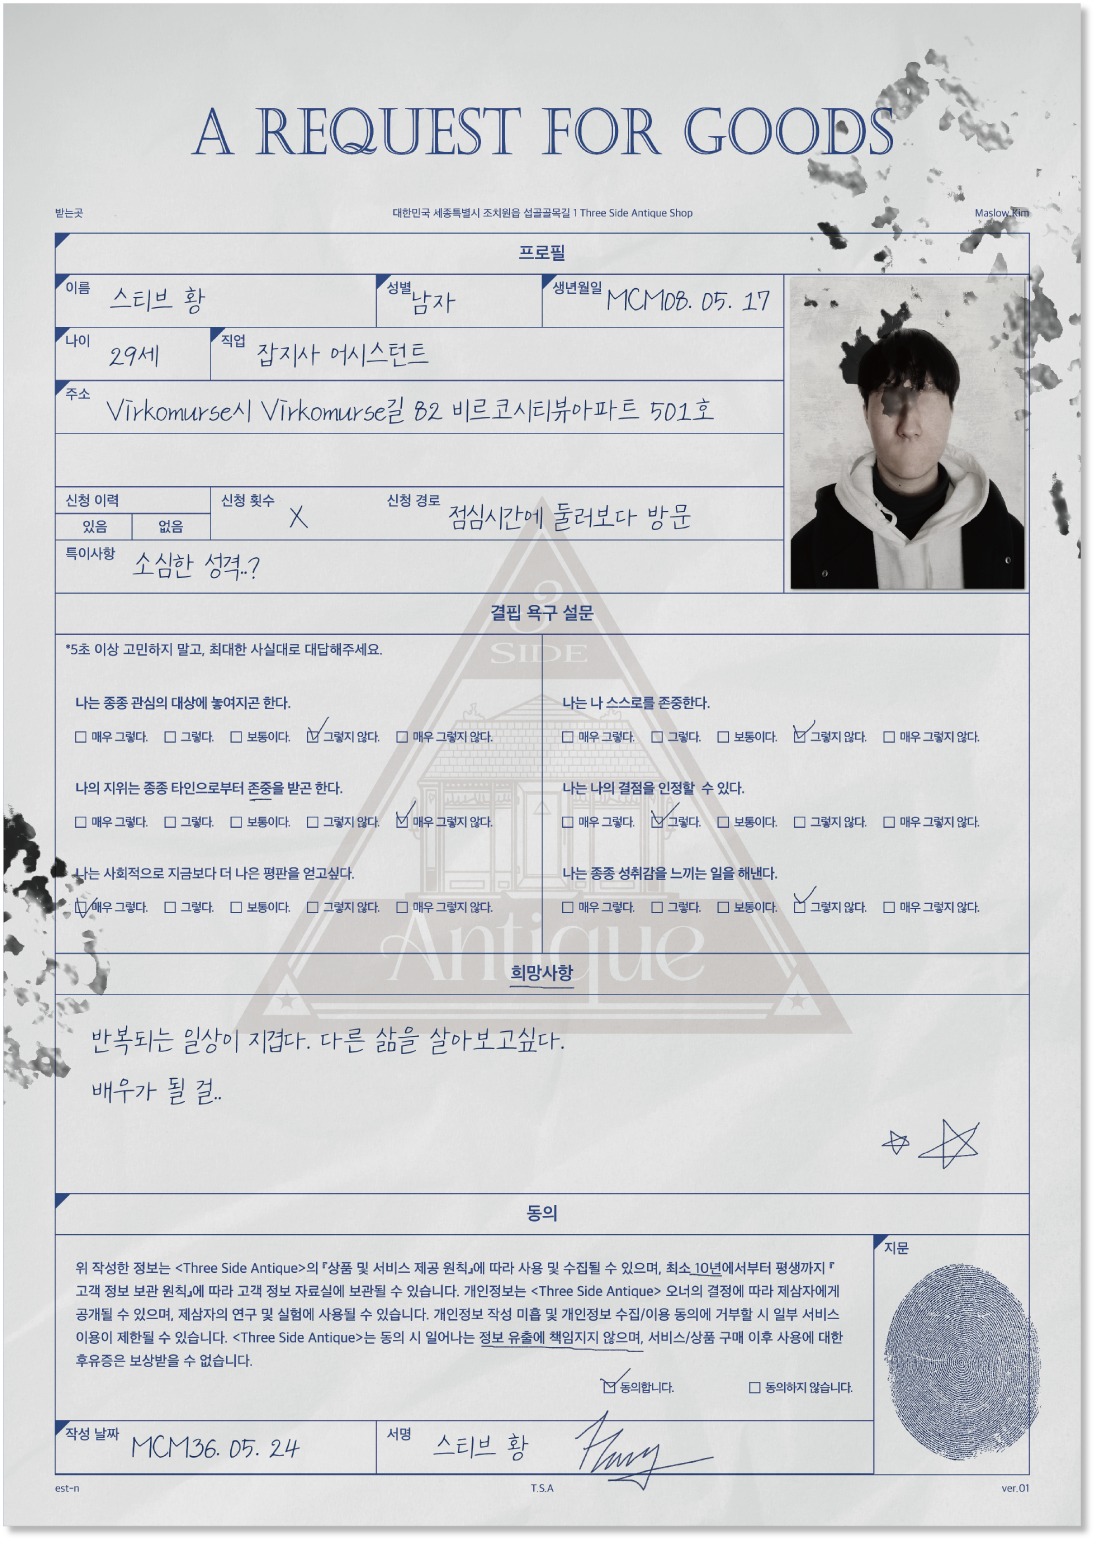 A REQUEST FOR GOODS
받는곳 대한민국 세종특별시 조치원읍 섭골골목길 1 Three Side Antique Shop Maslow Kim
프로필
이름 스티브 황 성별 남자 생년월일 MCM08. 05. 17
나이 29세 직업 잡지사 어시스턴트
주소 Virkomurse시 Virkomurse길 82 비르코시티뷰아파트 501호
신청 이력 신청 횟수 X 신청 경로 점심시간에 둘러보다 방문
있음 없음
특이사항 소심한 성격..?
결핍 욕구 설문
3
SIDE
*5초 이상 고민하지 말고, 최대한 사실대로 대답해주세요.
나는 종종 관심의 대상에 놓여지곤 한다.
매우 그렇다. 그렇다. 보통이다. 그렇지 않다. 매우 그렇지 않다.
나의 지위는 종종 타인으로부터 존중을 받곤 한다.
매우 그렇다. 그렇다. 보통이다. 그렇지 않다. 매우 그렇지 않다.
나는 사회적으로 지금보다 더 나은 평판을 얻고싶다.
매우 그렇다. 그렇다. 보통이다. 그렇지 않다. 매우 그렇지 않다.
나는 나 스스로를 존중한다.
매우 그렇다. 그렇다. 보통이다. 그렇지 않다. 매우 그렇지 않다.
나는 나의 결점을 인정할 수 있다.
매우 그렇다. 그렇다. 보통이다. 그렇지 않다. 매우 그렇지 않다.
나는 종종 성취감을 느끼는 일을 해낸다.
매우 그렇다. 그렇다. 보통이다. 그렇지 않다. 매우 그렇지 않다.
Antique
희망사항
반복되는 일상이 지겹다. 다른 삶을 살아보고싶다.
배우가 될 걸..
동의
위 작성한 정보는 <Three Side Antique>의 『상품 및 서비스 제공 원칙』에 따라 사용 및 수집될 수 있으며, 최소 10년에서부터 평생까지 『
고객 정보 보관 원칙』에 따라 고객 정보 자료실에 보관될 수 있습니다. 개인정보는 <Three Side Antique> 오너의 결정에 따라 제삼자에게
공개될 수 있으며, 제삼자의 연구 및 실험에 사용될 수 있습니다. 개인정보 작성 미흡 및 개인정보 수집/이용 동의에 거부할 시 일부 서비스
이용이 제한될 수 있습니다. <Three Side Antique>는 동의 시 일어나는 정보 유출에 책임지지 않으며, 서비스/상품 구매 이후 사용에 대한
후유증은 보상받을 수 없습니다.
동의합니다. 동의하지 않습니다.
지문
작성 날짜 MCM36. 05. 24 서명 스티브 황 Hwang
est-n T.S.A ver.01